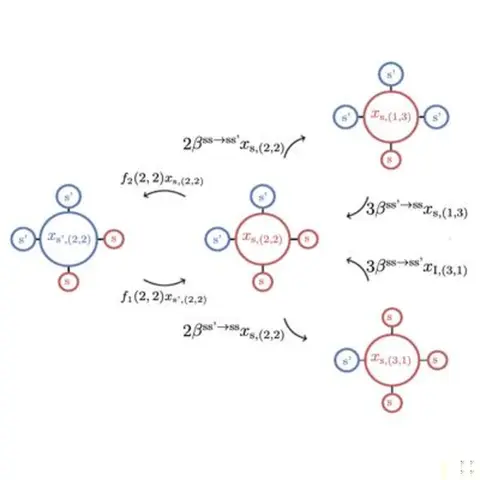 s'
s' x_{s,(1,3)} s'
s
2β^{ss→ss'}x_{s,(2,2)}
f_2(2,2)x_{s,(2,2)}
3β^{ss'→ss}x_{s,(1,3)}
s'
s' x_{s',(2,2)} s
s
s'
s' x_{s,(2,2)} s
s
3β^{ss→ss'}x_{I,(3,1)}
f_1(2,2)x_{s',(2,2)}
2β^{ss'→ss}x_{s,(2,2)}
s
s' x_{s,(3,1)} s
s